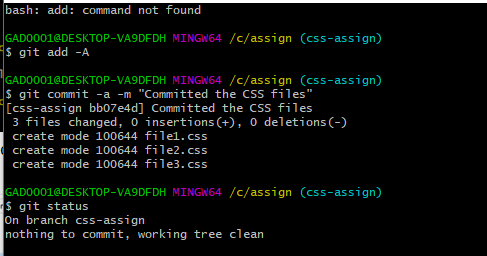 bash: add: command not found
GAD0001@DESKTOP-VA9DFDH MINGW64 /c/assign (css-assign)
$ git add -A
GAD0001@DESKTOP-VA9DFDH MINGW64 /c/assign (css-assign)
$ git commit -a -m "Committed the CSS files"
[css-assign bb07e4d] Committed the CSS files
 3 files changed, 0 insertions(+), 0 deletions(-)
 create mode 100644 file1.css
 create mode 100644 file2.css
 create mode 100644 file3.css
GAD0001@DESKTOP-VA9DFDH MINGW64 /c/assign (css-assign)
$ git status
On branch css-assign
nothing to commit, working tree clean